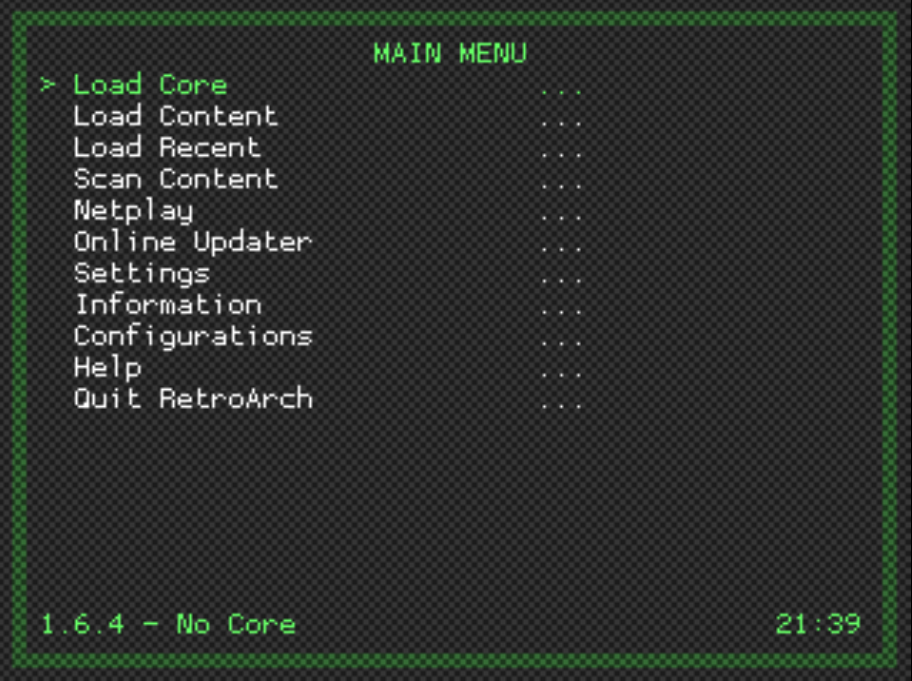 MAIN MENU
> Load Core ...
Load Content ...
Load Recent ...
Scan Content ...
Netplay ...
Online Updater ...
Settings ...
Information ...
Configurations ...
Help ...
Quit RetroArch ...
1.6.4 - No Core 21:39